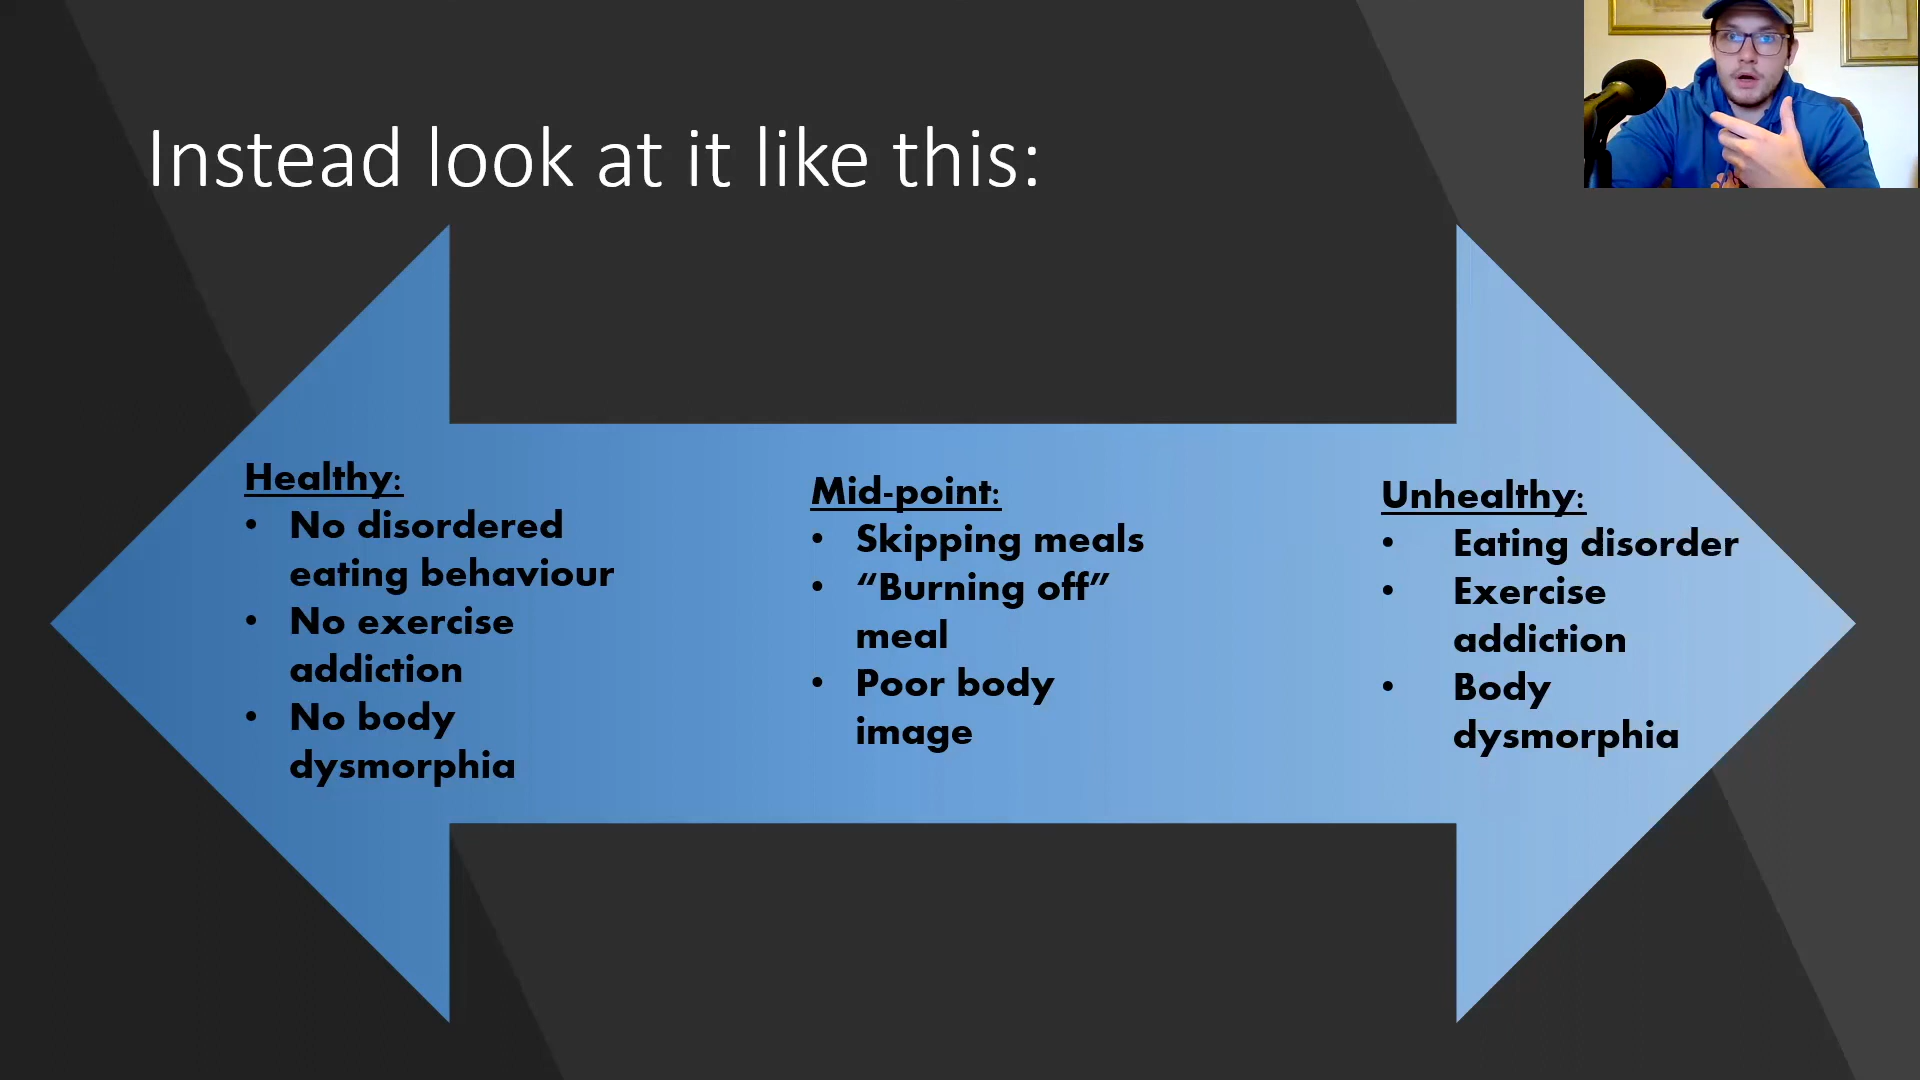 Instead look at it like this:
Healthy:
• No disordered
eating behaviour
• No exercise
addiction
• No body
dysmorphia
Mid-point:
• Skipping meals
• “Burning off”
meal
• Poor body
image
Unhealthy:
• Eating disorder
• Exercise
addiction
• Body
dysmorphia